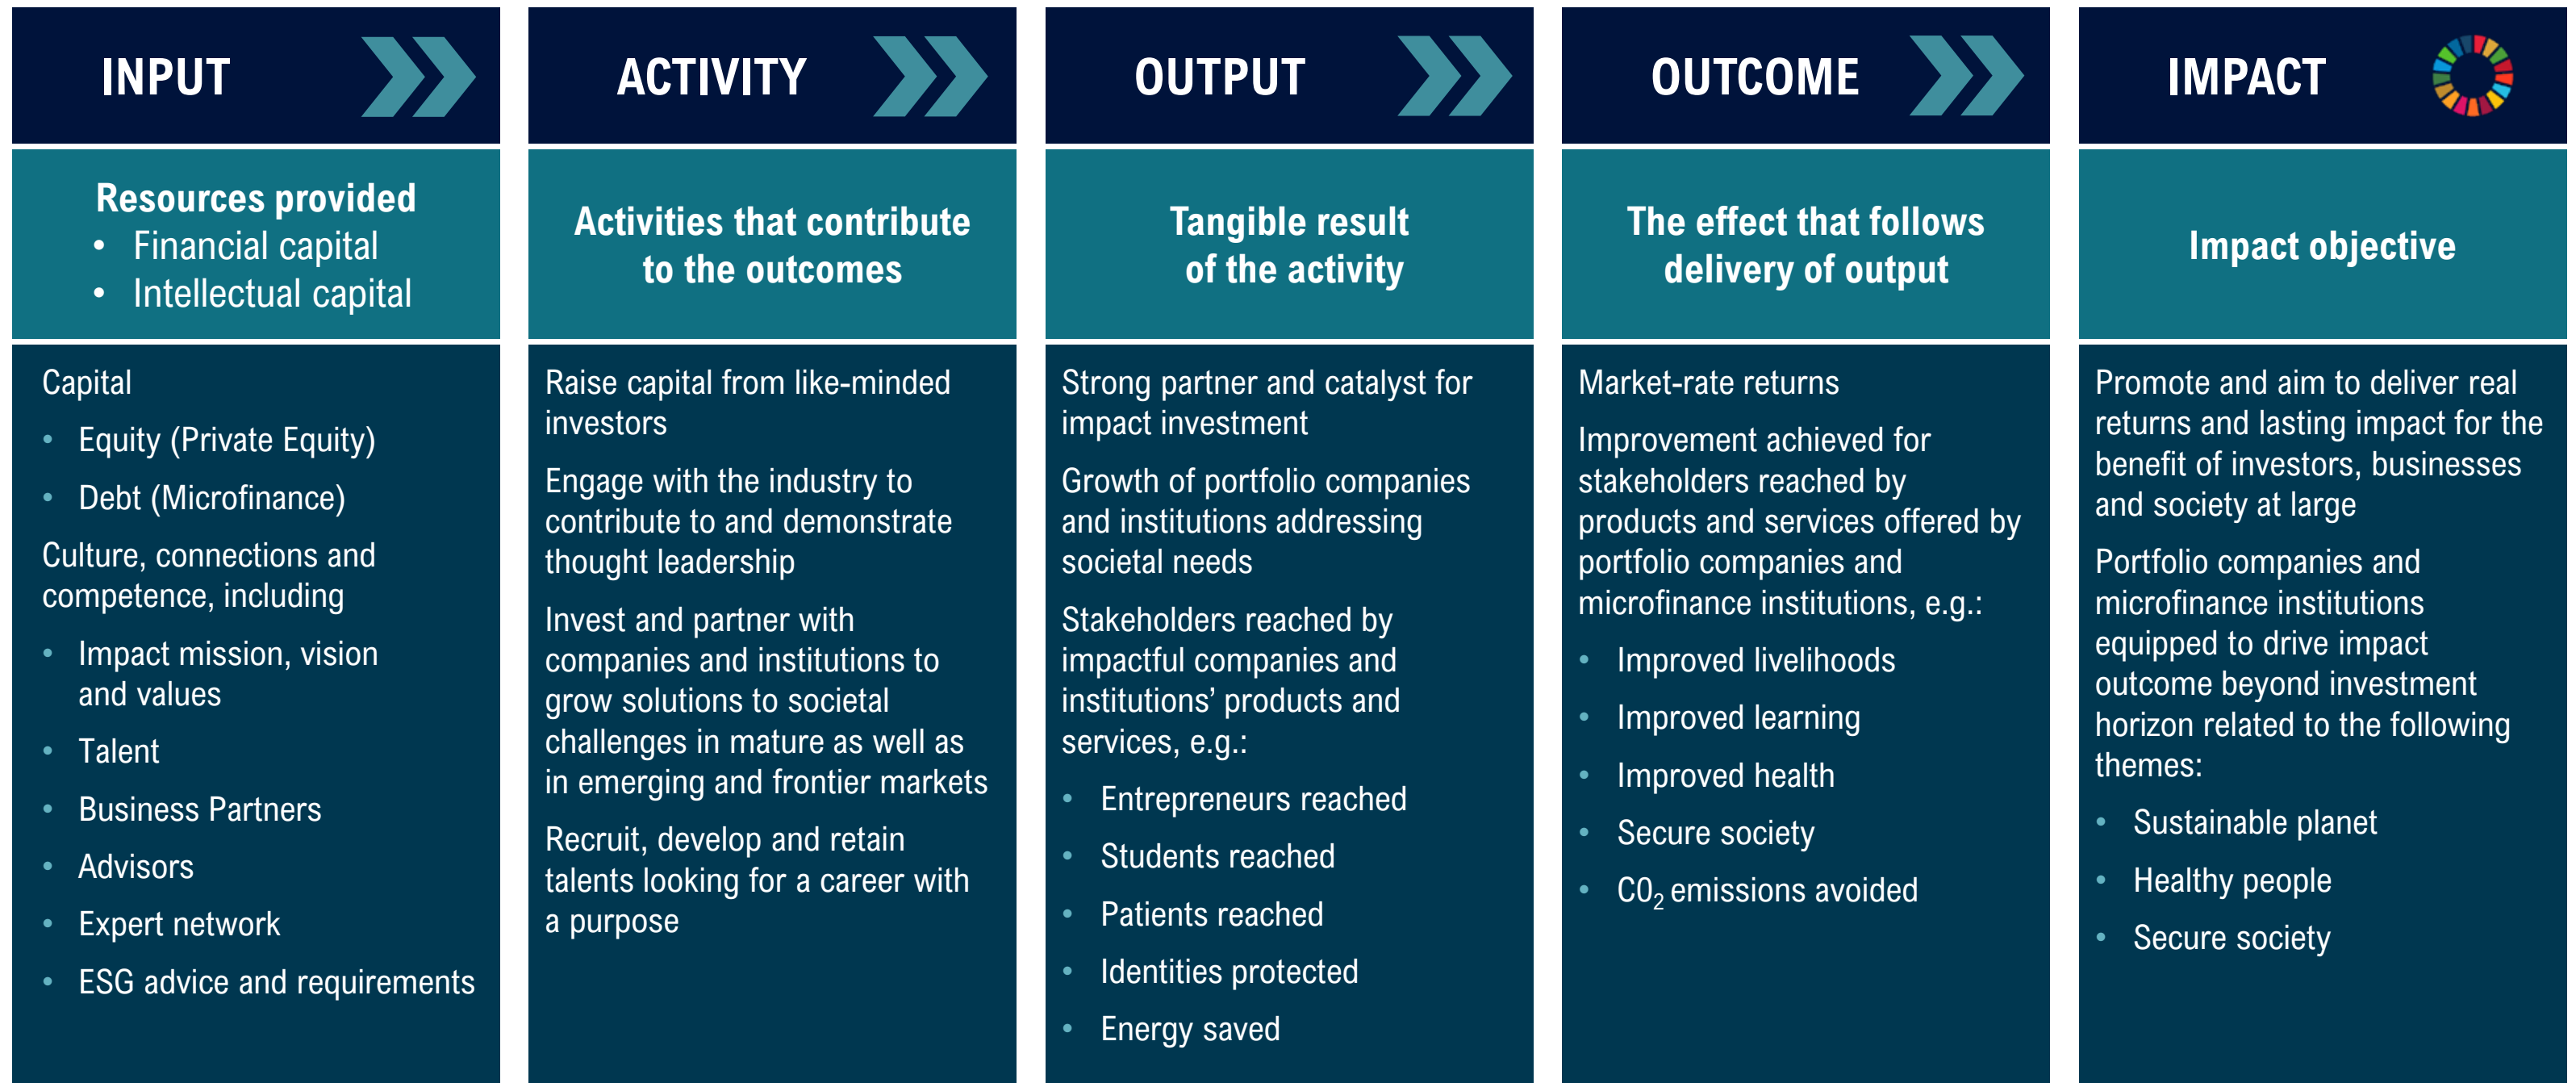 INPUT
Resources provided
• Financial capital
• Intellectual capital
Capital
• Equity (Private Equity)
• Debt (Microfinance)
Culture, connections and
competence, including
• Impact mission, vision
and values
• Talent
• Business Partners
• Advisors
• Expert network
• ESG advice and requirements
ACTIVITY
Activities that contribute
to the outcomes
Raise capital from like-minded
investors
Engage with the industry to
contribute to and demonstrate
thought leadership
Invest and partner with
companies and institutions to
grow solutions to societal
challenges in mature as well as
in emerging and frontier markets
Recruit, develop and retain
talents looking for a career with
a purpose
OUTPUT
Tangible result
of the activity
Strong partner and catalyst for
impact investment
Growth of portfolio companies
and institutions addressing
societal needs
Stakeholders reached by
impactful companies and
institutions’ products and
services, e.g.:
• Entrepreneurs reached
• Students reached
• Patients reached
• Identities protected
• Energy saved
OUTCOME
The effect that follows
delivery of output
Market-rate returns
Improvement achieved for
stakeholders reached by
products and services offered by
portfolio companies and
microfinance institutions, e.g.:
• Improved livelihoods
• Improved learning
• Improved health
• Secure society
• C0₂ emissions avoided
IMPACT
Impact objective
Promote and aim to deliver real
returns and lasting impact for the
benefit of investors, businesses
and society at large
Portfolio companies and
microfinance institutions
equipped to drive impact
outcome beyond investment
horizon related to the following
themes:
• Sustainable planet
• Healthy people
• Secure society